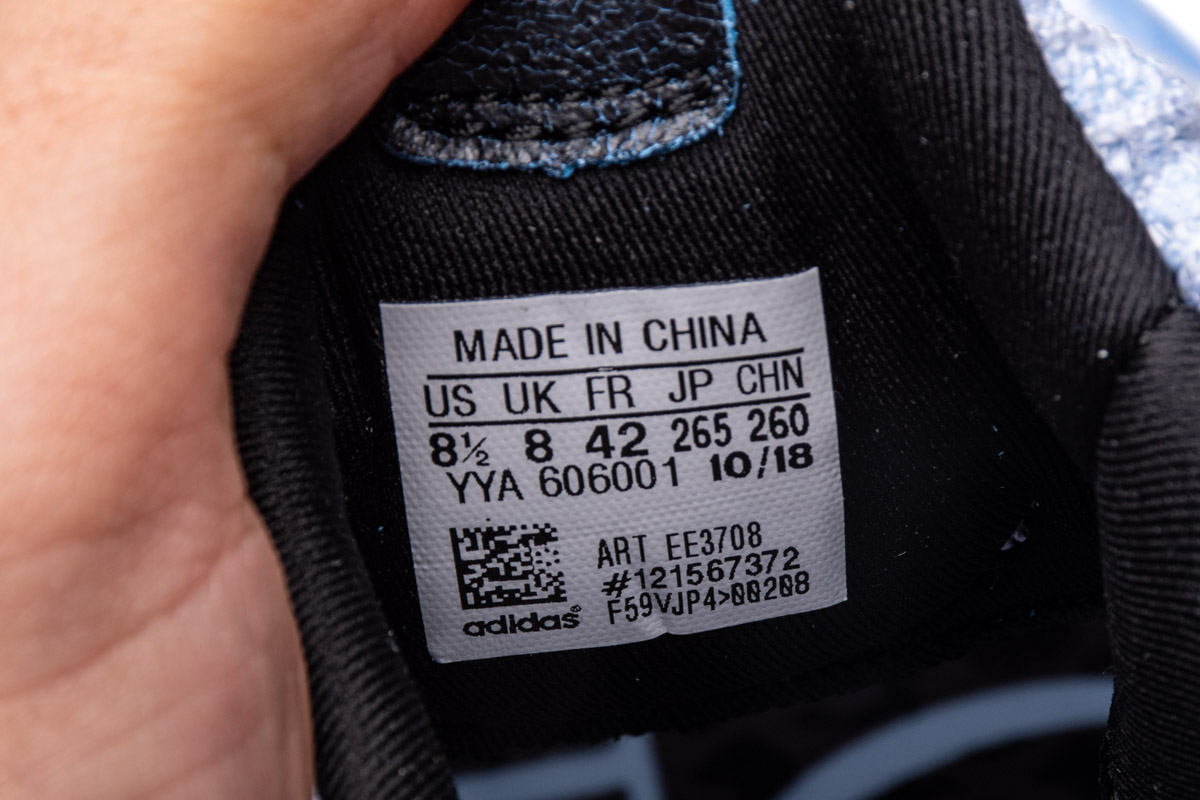 MADE IN CHINA
US UK FR JP CHN
8½ 8 42 265 260
YYA 606001 10/18
ART EE3708
#121567372
F59VJP4>00208
adidas®